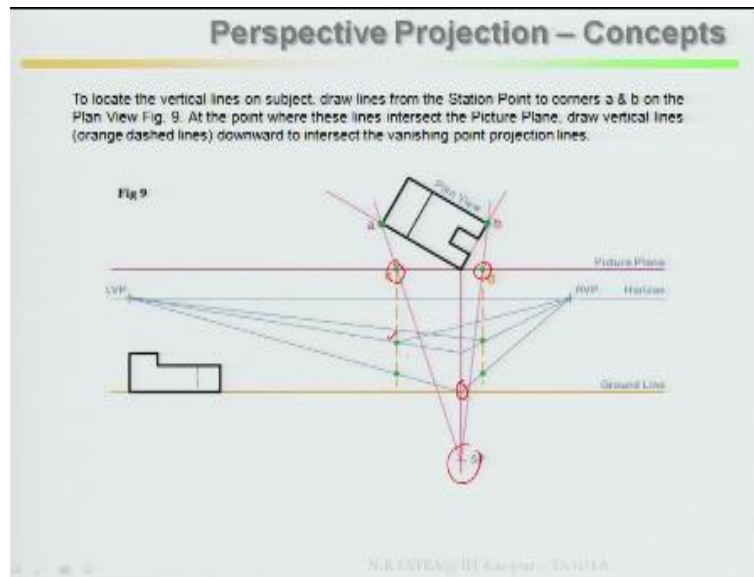 Perspective Projection – Concepts
To locate the vertical lines on subject, draw lines from the Station Point to corners a & b on the
Plan View Fig. 9. At the point where these lines intersect the Picture Plane, draw vertical lines
(orange dashed lines) downward to intersect the vanishing point projection lines.
Fig 9
Plan View
a
b
Picture Plane
LVP
RVP
Horizon
Ground Line
SP